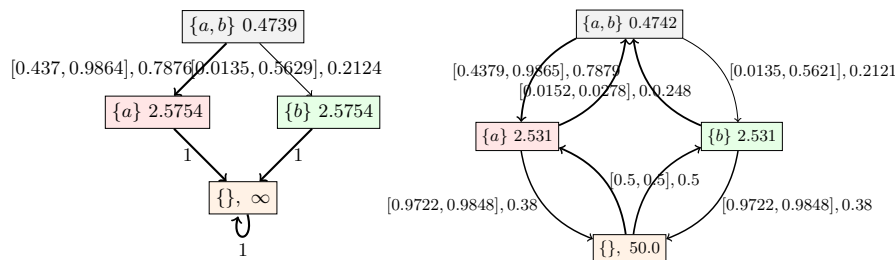 {a, b} 0.4739
[0.437, 0.9864], 0.7876
[0.0135, 0.5629], 0.2124
{a} 2.5754
{b} 2.5754
1
1
{}, ∞
1
{a, b} 0.4742
[0.4379, 0.9865], 0.7879
[0.0135, 0.5621], 0.2121
[0.0152, 0.0278], 0.0.248
{a} 2.531
{b} 2.531
[0.5, 0.5], 0.5
[0.9722, 0.9848], 0.38
[0.9722, 0.9848], 0.38
{}, 50.0